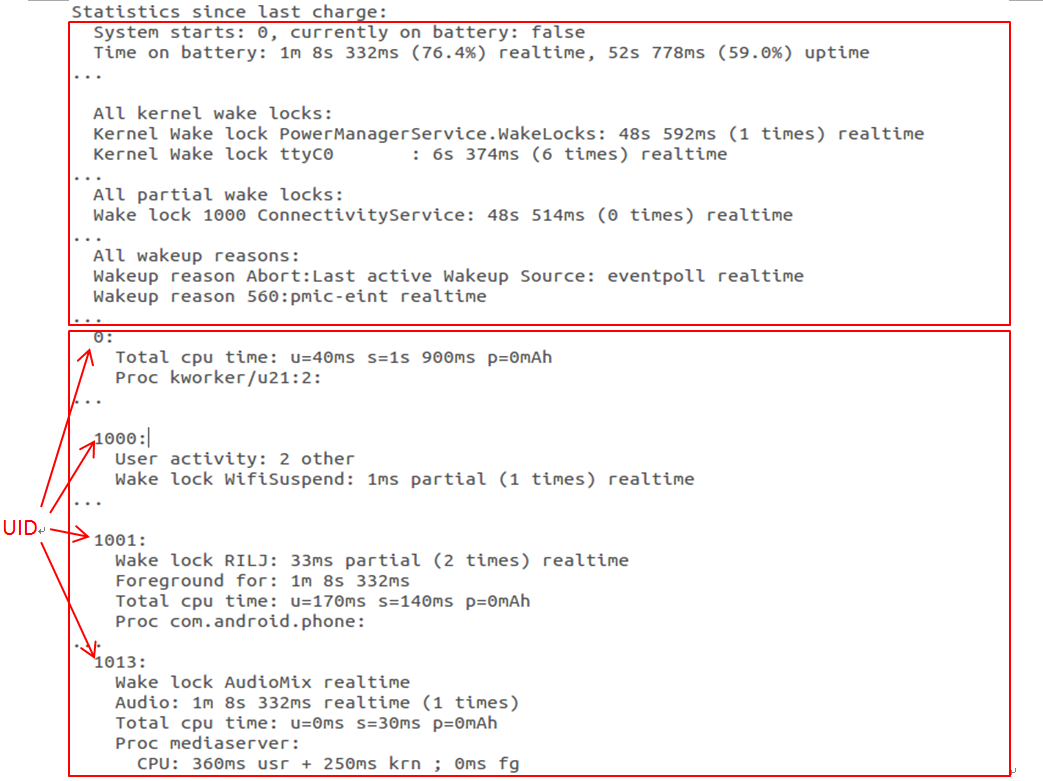 Statistics since last charge:
System starts: 0, currently on battery: false
Time on battery: 1m 8s 332ms (76.4%) realtime, 52s 778ms (59.0%) uptime
...
All kernel wake locks:
Kernel Wake lock PowerManagerService.WakeLocks: 48s 592ms (1 times) realtime
Kernel Wake lock ttyC0       : 6s 374ms (6 times) realtime
...
All partial wake locks:
Wake lock 1000 ConnectivityService: 48s 514ms (0 times) realtime
...
All wakeup reasons:
Wakeup reason Abort:Last active Wakeup Source: eventpoll realtime
Wakeup reason 560:pmic-eint realtime
...
0:
Total cpu time: u=40ms s=1s 900ms p=0mAh
Proc kworker/u21:2:
...
1000:
User activity: 2 other
Wake lock WifiSuspend: 1ms partial (1 times) realtime
...
UID
1001:
Wake lock RILJ: 33ms partial (2 times) realtime
Foreground for: 1m 8s 332ms
Total cpu time: u=170ms s=140ms p=0mAh
Proc com.android.phone:
...
1013:
Wake lock AudioMix realtime
Audio: 1m 8s 332ms realtime (1 times)
Total cpu time: u=0ms s=30ms p=0mAh
Proc mediaserver:
CPU: 360ms usr + 250ms krn ; 0ms fg